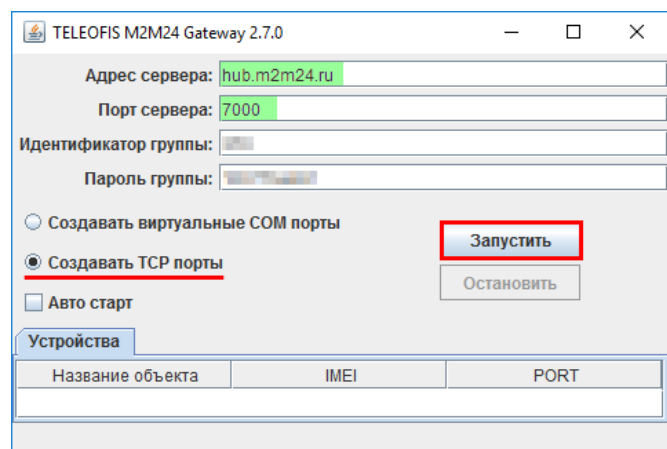 TELEOFIS M2M24 Gateway 2.7.0
Адрес сервера: hub.m2m24.ru
Порт сервера: 7000
Идентификатор группы:
Пароль группы:
Создавать виртуальные COM порты
Запустить
Создавать TCP порты
Остановить
Авто старт
Устройства
Название объекта IMEI PORT